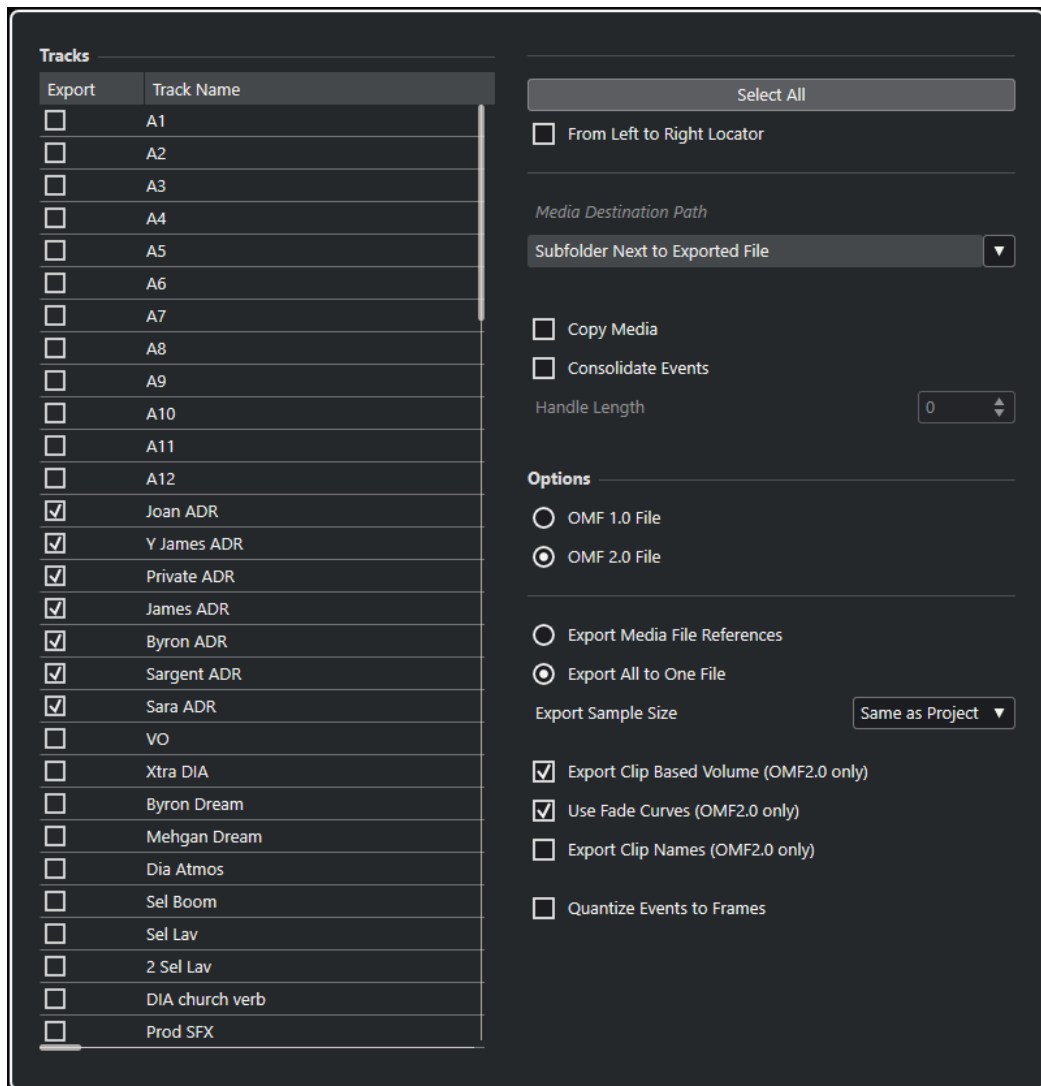 Tracks
Export Track Name
A1
A2
A3
A4
A5
A6
A7
A8
A9
A10
A11
A12
Joan ADR
Y James ADR
Private ADR
James ADR
Byron ADR
Sargent ADR
Sara ADR
VO
Xtra DIA
Byron Dream
Mehgan Dream
Dia Atmos
Sel Boom
Sel Lav
2 Sel Lav
DIA church verb
Prod SFX
Select All
From Left to Right Locator
Media Destination Path
Subfolder Next to Exported File
Copy Media
Consolidate Events
Handle Length 0
Options
OMF 1.0 File
OMF 2.0 File
Export Media File References
Export All to One File
Export Sample Size Same as Project
Export Clip Based Volume (OMF2.0 only)
Use Fade Curves (OMF2.0 only)
Export Clip Names (OMF2.0 only)
Quantize Events to Frames